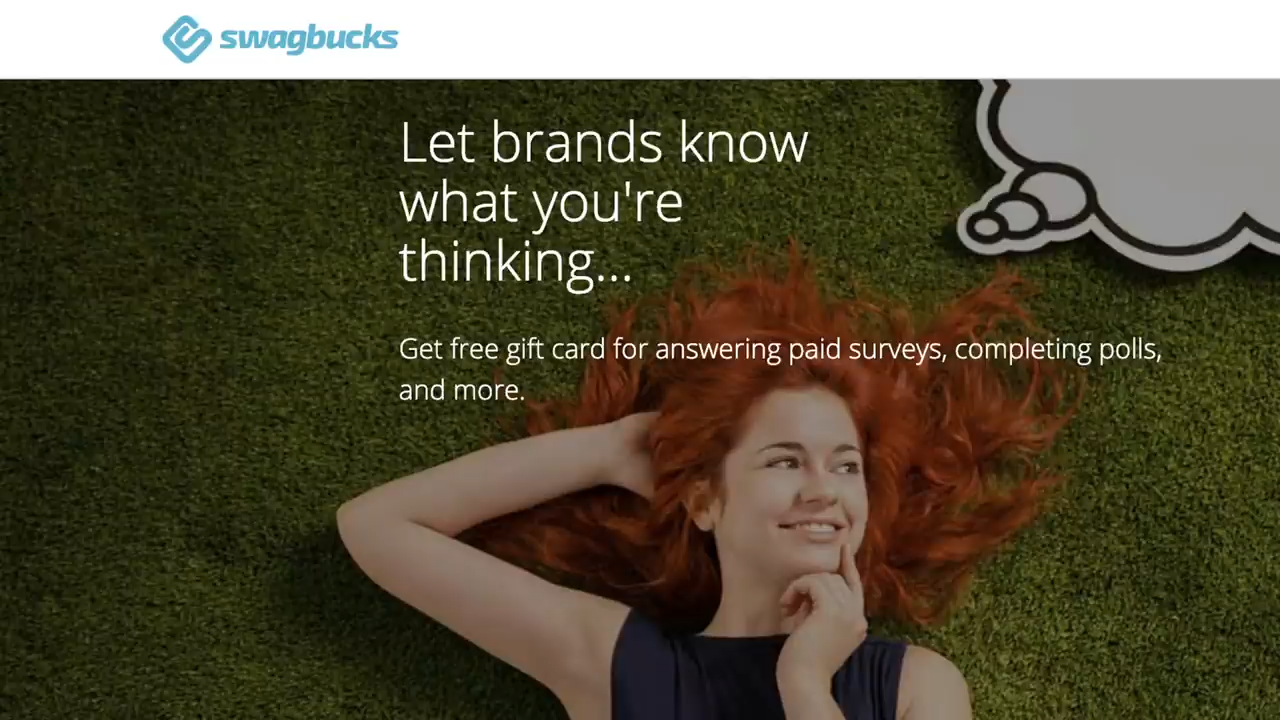 swagbucks
Let brands know
what you're
thinking...
Get free gift card for answering paid surveys, completing polls,
and more.